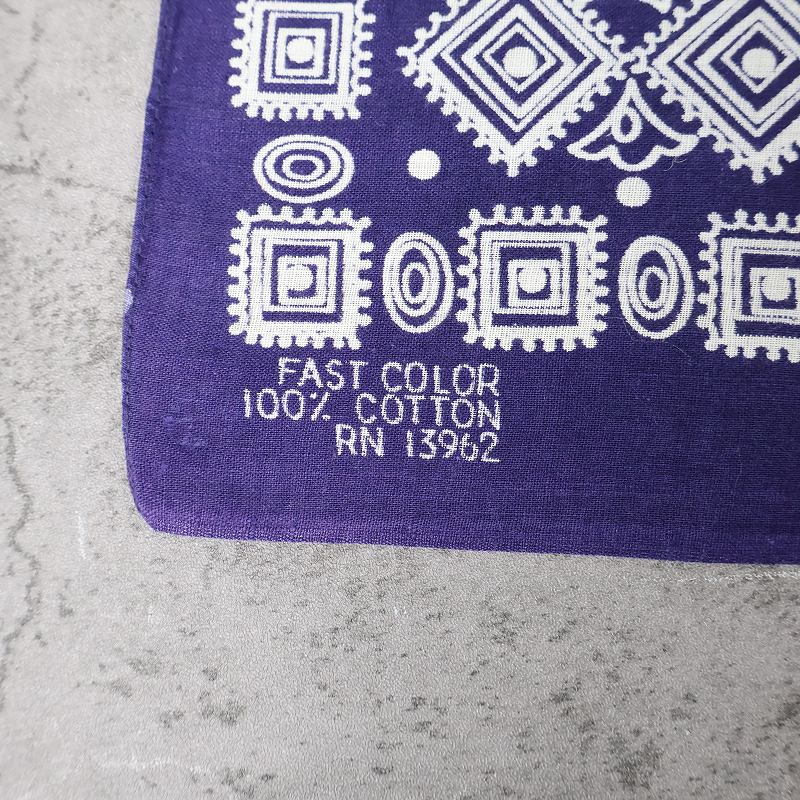 FAST COLOR
100% COTTON
RN 13962